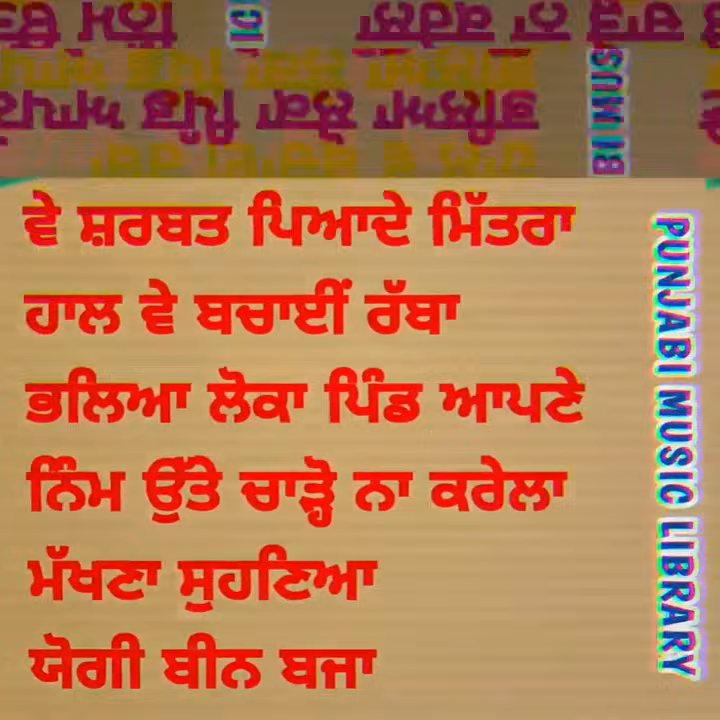 ਵੇ ਸ਼ਰਬਤ ਪਿਆਦੇ ਮਿੱਤਰਾ
ਹਾਲ ਵੇ ਬਚਾਈਂ ਰੱਬਾ
ਭਲਿਆ ਲੋਕਾ ਪਿੰਡ ਆਪਣੇ
ਨਿੰਮ ਉੱਤੇ ਚਾੜ੍ਹੋ ਨਾ ਕਰੇਲਾ
ਮੱਖਣਾ ਸੁਹਣਿਆ
ਯੋਗੀ ਬੀਨ ਬਜਾ
PUNJABI MUSIC LIBRARY